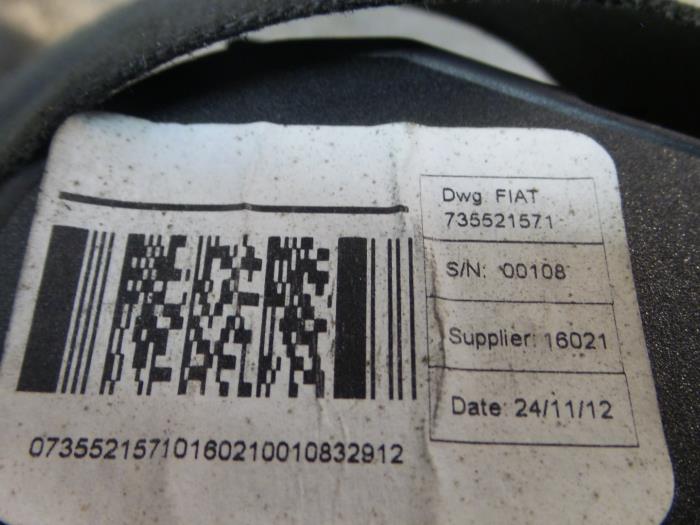 Dwg: FIAT
735521571
S/N: 00108
Supplier: 16021
Date: 24/11/12
07355215710160210010832912